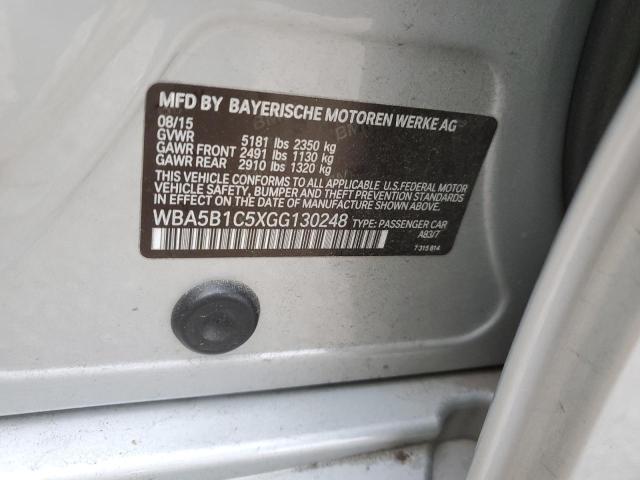 MFD BY BAYERISCHE MOTOREN WERKE AG
08/15
GVWR 5181 lbs 2350 kg
GAWR FRONT 2491 lbs 1130 kg
GAWR REAR 2910 lbs 1320 kg
THIS VEHICLE CONFORMS TO ALL APPLICABLE U.S.FEDERAL MOTOR
VEHICLE SAFETY, BUMPER, AND THEFT PREVENTION STANDARDS
IN EFFECT ON THE DATE OF MANUFACTURE SHOWN ABOVE.
WBA5B1C5XGG130248 TYPE: PASSENGER CAR
A83/7
7 315 814